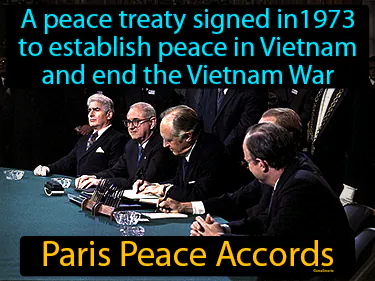 A peace treaty signed in1973
to establish peace in Vietnam
and end the Vietnam War
Paris Peace Accords